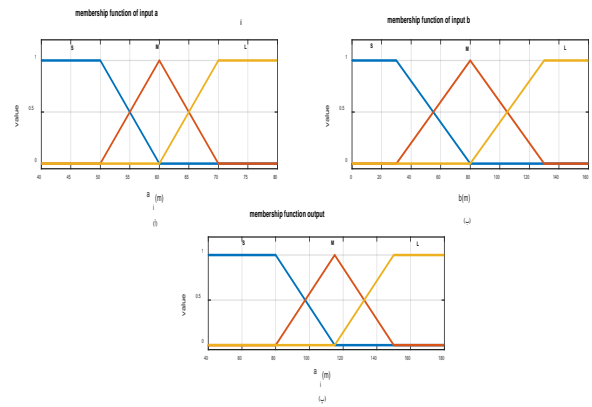 membership function of input a
i
S M L
1
0.5
0
value
40 45 50 55 60 65 70 75 80
a (m)
i
(i)
membership function of input b
S M L
1
0.5
0
value
0 20 40 60 80 100 120 140 160
b(m)
membership function output
S M L
1
0.5
0
value
40 60 80 100 120 140 160 180
a (m)
i